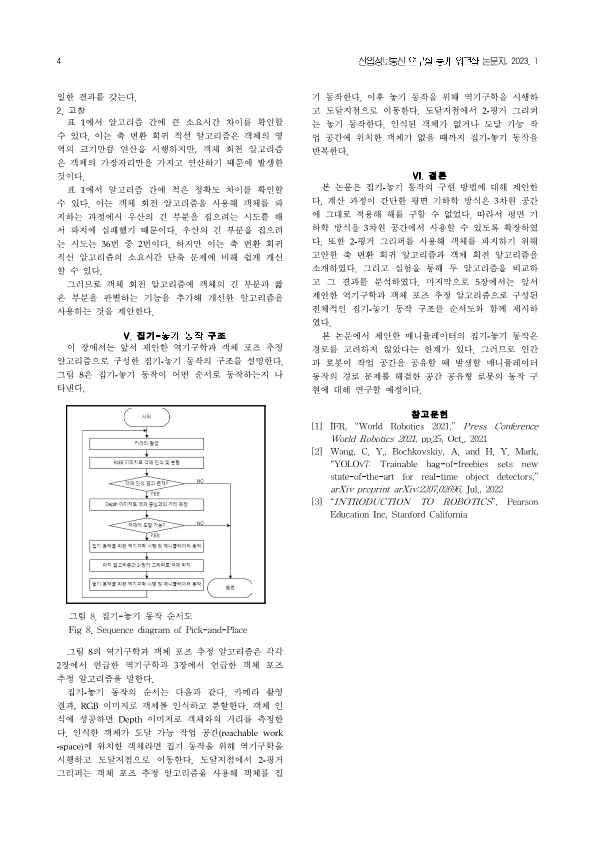 4
산업정보통신 연구실 동계 워크샵 논문지, 2023. 1
일한 결과를 갖는다.
2. 고찰
표 1에서 알고리즘 간에 큰 소요시간 차이를 확인할
수 있다. 이는 축 변환 회귀 직선 알고리즘은 객체의 영
역의 크기만큼 연산을 시행하지만, 객체 회전 알고리즘
은 객체의 가장자리만을 가지고 연산하기 때문에 발생한
것이다.
표 1에서 알고리즘 간에 적은 정확도 차이를 확인할
수 있다. 이는 객체 회전 알고리즘을 사용해 객체를 파
지하는 과정에서 우산의 긴 부분을 집으려는 시도를 해
서 파지에 실패했기 때문이다. 우산의 긴 부분을 집으려
는 시도는 36번 중 2번이다. 하지만 이는 축 변환 회귀
직선 알고리즘의 소요시간 단축 문제에 비해 쉽게 개선
할 수 있다.
그러므로 객체 회전 알고리즘에 객체의 긴 부분과 짧
은 부분을 판별하는 기능을 추가해 개선한 알고리즘을
사용하는 것을 제안한다.
Ⅴ. 집기-놓기 동작 구조
이 장에서는 앞서 제안한 역기구학과 객체 포즈 추정
알고리즘으로 구성한 집기-놓기 동작의 구조를 설명한다.
그림 8은 집기-놓기 동작이 어떤 순서로 동작하는지 나
타낸다.
시작
카메라 촬영
RGB 이미지로 객체 인식 및 분할
객체 인식 결과 존재?
NO
YES
Depth 이미지로 객체 중심과의 거리 측정
객체에 도달 가능?
NO
YES
집기 동작을 위한 역기구학 시행 및 매니퓰레이터 동작
파지 알고리즘과 2-핑거 그리퍼로 객체 파지
놓기 동작을 위한 역기구학 시행 및 매니퓰레이터 동작
종료
그림 8. 집기-놓기 동작 순서도
Fig 8. Sequence diagram of Pick-and-Place
그림 8의 역기구학과 객체 포즈 추정 알고리즘은 각각
2장에서 언급한 역기구학과 3장에서 언급한 객체 포즈
추정 알고리즘을 말한다.
집기-놓기 동작의 순서는 다음과 같다. 카메라 촬영
결과, RGB 이미지로 객체를 인식하고 분할한다. 객체 인
식에 성공하면 Depth 이미지로 객체와의 거리를 측정한
다. 인식한 객체가 도달 가능 작업 공간(reachable work
-space)에 위치한 객체라면 집기 동작을 위해 역기구학을
시행하고 도달지점으로 이동한다. 도달지점에서 2-핑거
그리퍼는 객체 포즈 추정 알고리즘을 사용해 객체를 집
기 동작한다. 이후 놓기 동작을 위해 역기구학을 시행하
고 도달지점으로 이동한다. 도달지점에서 2-핑거 그리퍼
는 놓기 동작한다. 인식된 객체가 없거나 도달 가능 작
업 공간에 위치한 객체가 없을 때까지 집기-놓기 동작을
반복한다.
Ⅵ. 결론
본 논문은 집기-놓기 동작의 구현 방법에 대해 제안한
다. 계산 과정이 간단한 평면 기하학 방식은 3차원 공간
에 그대로 적용해 해를 구할 수 없었다. 따라서 평면 기
하학 방식을 3차원 공간에서 사용할 수 있도록 확장하였
다. 또한 2-핑거 그리퍼를 사용해 객체를 파지하기 위해
고안한 축 변환 회귀 알고리즘과 객체 회전 알고리즘을
소개하였다. 그리고 실험을 통해 두 알고리즘을 비교하
고 그 결과를 분석하였다. 마지막으로 5장에서는 앞서
제안한 역기구학과 객체 포즈 추정 알고리즘으로 구성된
전체적인 집기-놓기 동작 구조를 순서도와 함께 제시하
였다.
본 논문에서 제안한 매니퓰레이터의 집기-놓기 동작은
경로를 고려하지 않았다는 한계가 있다. 그러므로 인간
과 로봇이 작업 공간을 공유할 때 발생할 매니퓰레이터
동작의 경로 문제를 해결한 공간 공유형 로봇의 동작 구
현에 대해 연구할 예정이다.
참고문헌
[1] IFR, “World Robotics 2021,” Press Conference
World Robotics 2021, pp.25, Oct., 2021
[2] Wang, C. Y., Bochkovskiy, A. and H. Y. Mark,
“YOLOv7: Trainable bag-of-freebies sets new
state-of-the-art for real-time object detectors,”
arXiv preprint arXiv:2207.02696, Jul., 2022
[3] “INTRODUCTION TO ROBOTICS”, Pearson
Education Inc, Stanford California